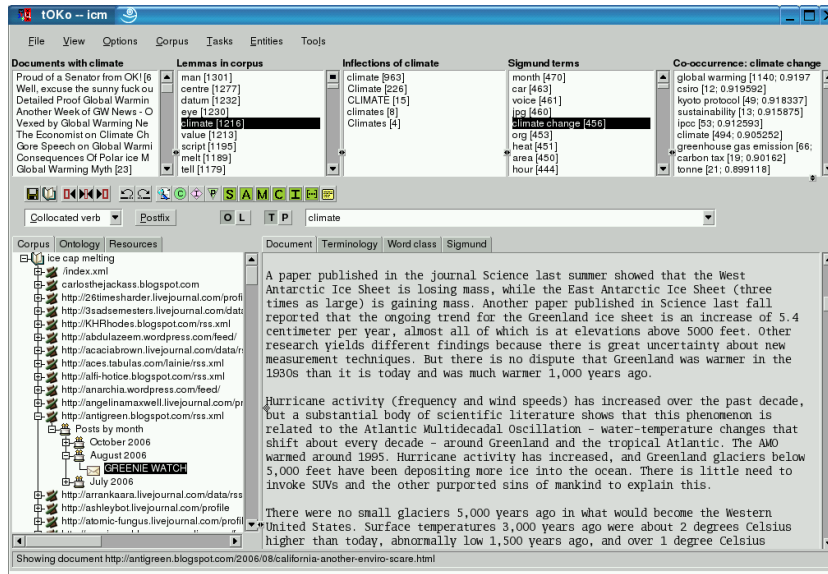 tOKo -- icm
File View Options Corpus Tasks Entities Tools
Documents with climate
Proud of a Senator from OK! [6
Well, excuse the sunny fuck ou
Detailed Proof Global Warmin
Another Week of GW News - O
Vexed by Global Warming Ne
The Economist on Climate Ch
Gore Speech on Global Warmi
Consequences Of Polar ice M
Global Warming Myth [23]
Lemmas in corpus
man [1301]
centre [1277]
datum [1232]
eye [1230]
climate [1216]
value [1213]
script [1195]
melt [1189]
tell [1179]
Inflections of climate
climate [963]
Climate [226]
CLIMATE [15]
climates [8]
Climates [4]
Sigmund terms
month [470]
car [463]
voice [461]
jpg [460]
climate change [456]
org [453]
heat [451]
area [450]
hour [444]
Co-occurrence: climate change
global warming [1140; 0.9197
csiro [12; 0.919592]
kyoto protocol [49; 0.918337]
sustainability [13; 0.915875]
ipcc [53; 0.912593]
climate [494; 0.905252]
greenhouse gas emission [66;
carbon tax [19; 0.90162]
tonne [21; 0.899118]
S A M C I
Collocated verb Postfix O L T P climate
Corpus Ontology Resources
ice cap melting
/index.xml
carlosthejackass.blogspot.com
http://26timesharder.livejournal.com/profi
http://3sadsemesters.livejournal.com/data
http://KHRhodes.blogspot.com/rss.xml
http://abdulazeem.wordpress.com/feed/
http://acaciabrown.livejournal.com/data/r
http://aces.tabulas.com/lainie/rss.xml
http://alfi-hotice.blogspot.com/rss.xml
http://anarchia.wordpress.com/feed/
http://angelinamaxwell.livejournal.com/pr
http://antigreen.blogspot.com/rss.xml
Posts by month
October 2006
August 2006
GREENIE WATCH
July 2006
http://arrankaara.livejournal.com/data/rss
http://ashleybot.livejournal.com/profile
http://atomic-fungus.livejournal.com/profil
Document Terminology Word class Sigmund
A paper published in the journal Science last summer showed that the West
Antarctic Ice Sheet is losing mass, while the East Antarctic Ice Sheet (three
times as large) is gaining mass. Another paper published in Science last fall
reported that the ongoing trend for the Greenland ice sheet is an increase of 5.4
centimeter per year, almost all of which is at elevations above 5000 feet. Other
research yields different findings because there is great uncertainty about new
measurement techniques. But there is no dispute that Greenland was warmer in the
1930s than it is today and was much warmer 1,000 years ago.
Hurricane activity (frequency and wind speeds) has increased over the past decade,
but a substantial body of scientific literature shows that this phenomenon is
related to the Atlantic Multidecadal Oscillation - water-temperature changes that
shift about every decade - around Greenland and the tropical Atlantic. The AMO
warmed around 1995. Hurricane activity has increased, and Greenland glaciers below
5,000 feet have been depositing more ice into the ocean. There is little need to
invoke SUVs and the other purported sins of mankind to explain this.
There were no small glaciers 5,000 years ago in what would become the Western
United States. Surface temperatures 3,000 years ago were about 2 degrees Celsius
higher than today, abnormally low 1,500 years ago, and over 1 degree Celsius
Showing document http://antigreen.blogspot.com/2006/08/california-another-enviro-scare.html